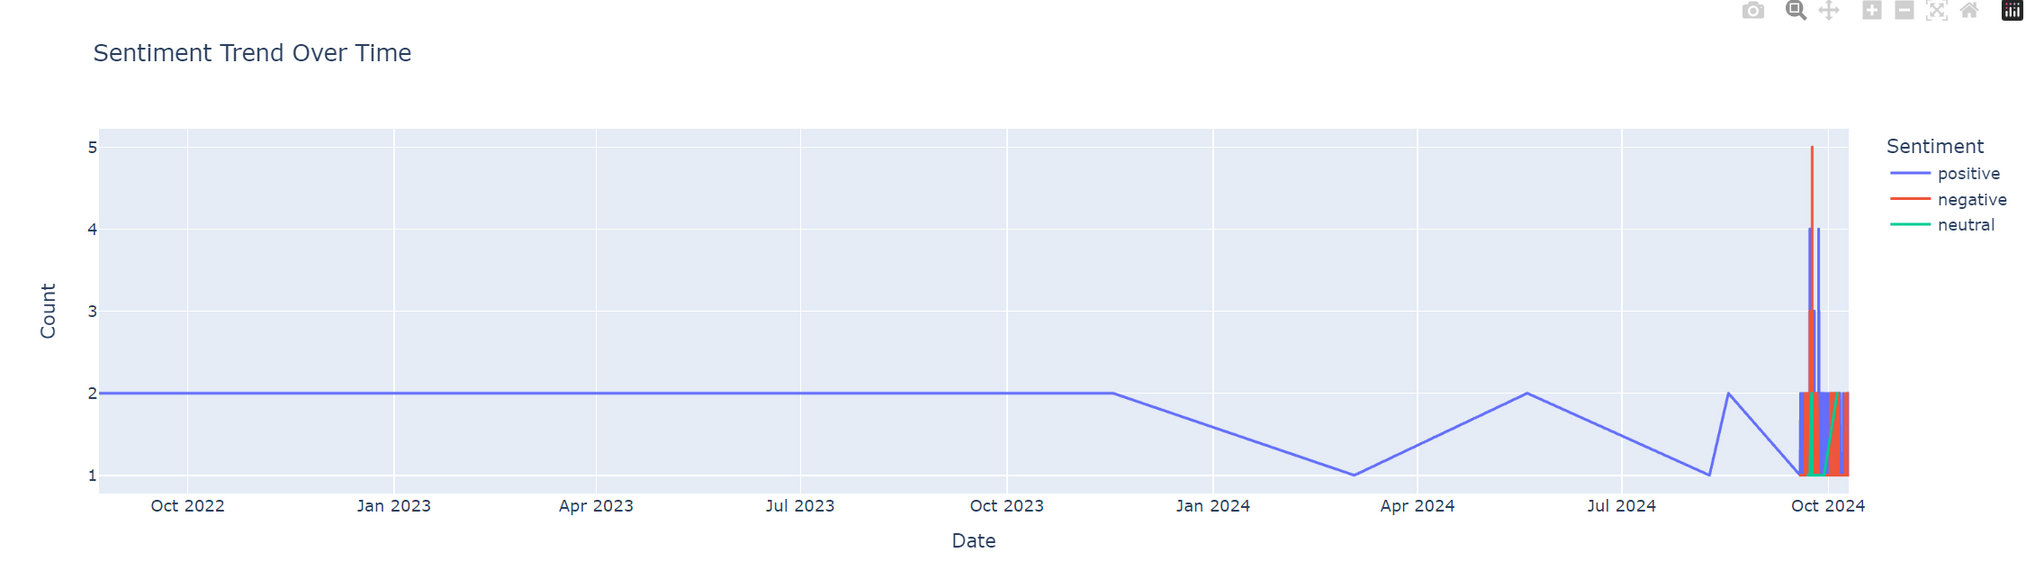 Sentiment Trend Over Time
5
4
3
2
1
Count
Oct 2022
Jan 2023
Apr 2023
Jul 2023
Oct 2023
Jan 2024
Apr 2024
Jul 2024
Oct 2024
Date
Sentiment
positive
negative
neutral